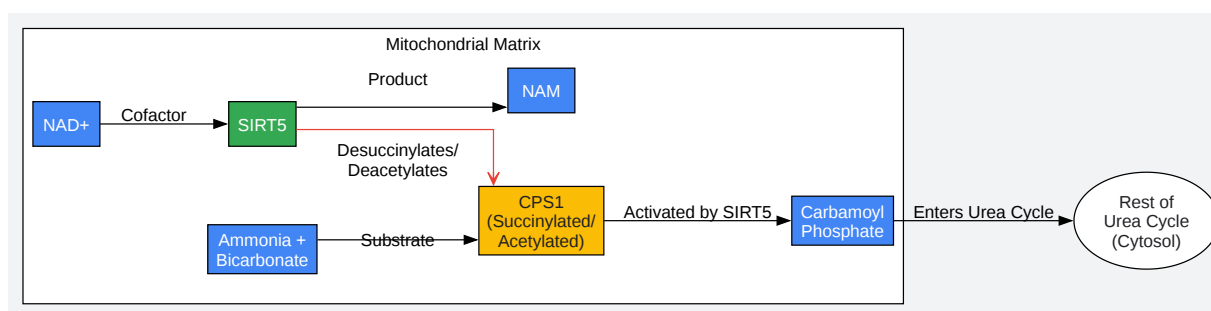 Mitochondrial Matrix
Product
NAM
NAD+
Cofactor
SIRT5
Desuccinylates/
Deacetylates
CPS1
(Succinylated/
Acetylated)
Activated by SIRT5
Carbamoyl
Phosphate
Enters Urea Cycle
Rest of
Urea Cycle
(Cytosol)
Ammonia +
Bicarbonate
Substrate